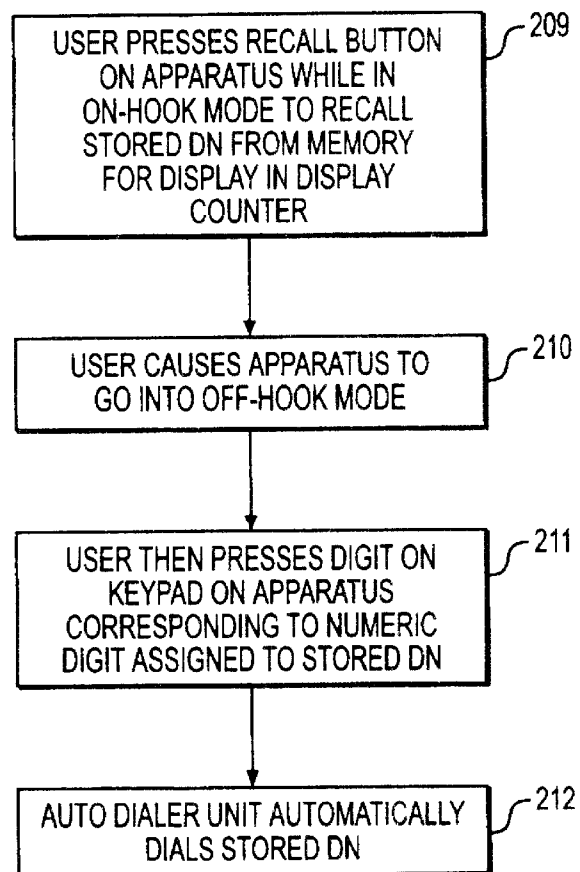 USER PRESSES RECALL BUTTON
ON APPARATUS WHILE IN
ON-HOOK MODE TO RECALL
STORED DN FROM MEMORY
FOR DISPLAY IN DISPLAY
COUNTER
209
USER CAUSES APPARATUS TO
GO INTO OFF-HOOK MODE
210
USER THEN PRESSES DIGIT ON
KEYPAD ON APPARATUS
CORRESPONDING TO NUMERIC
DIGIT ASSIGNED TO STORED DN
211
AUTO DIALER UNIT AUTOMATICALLY
DIALS STORED DN
212